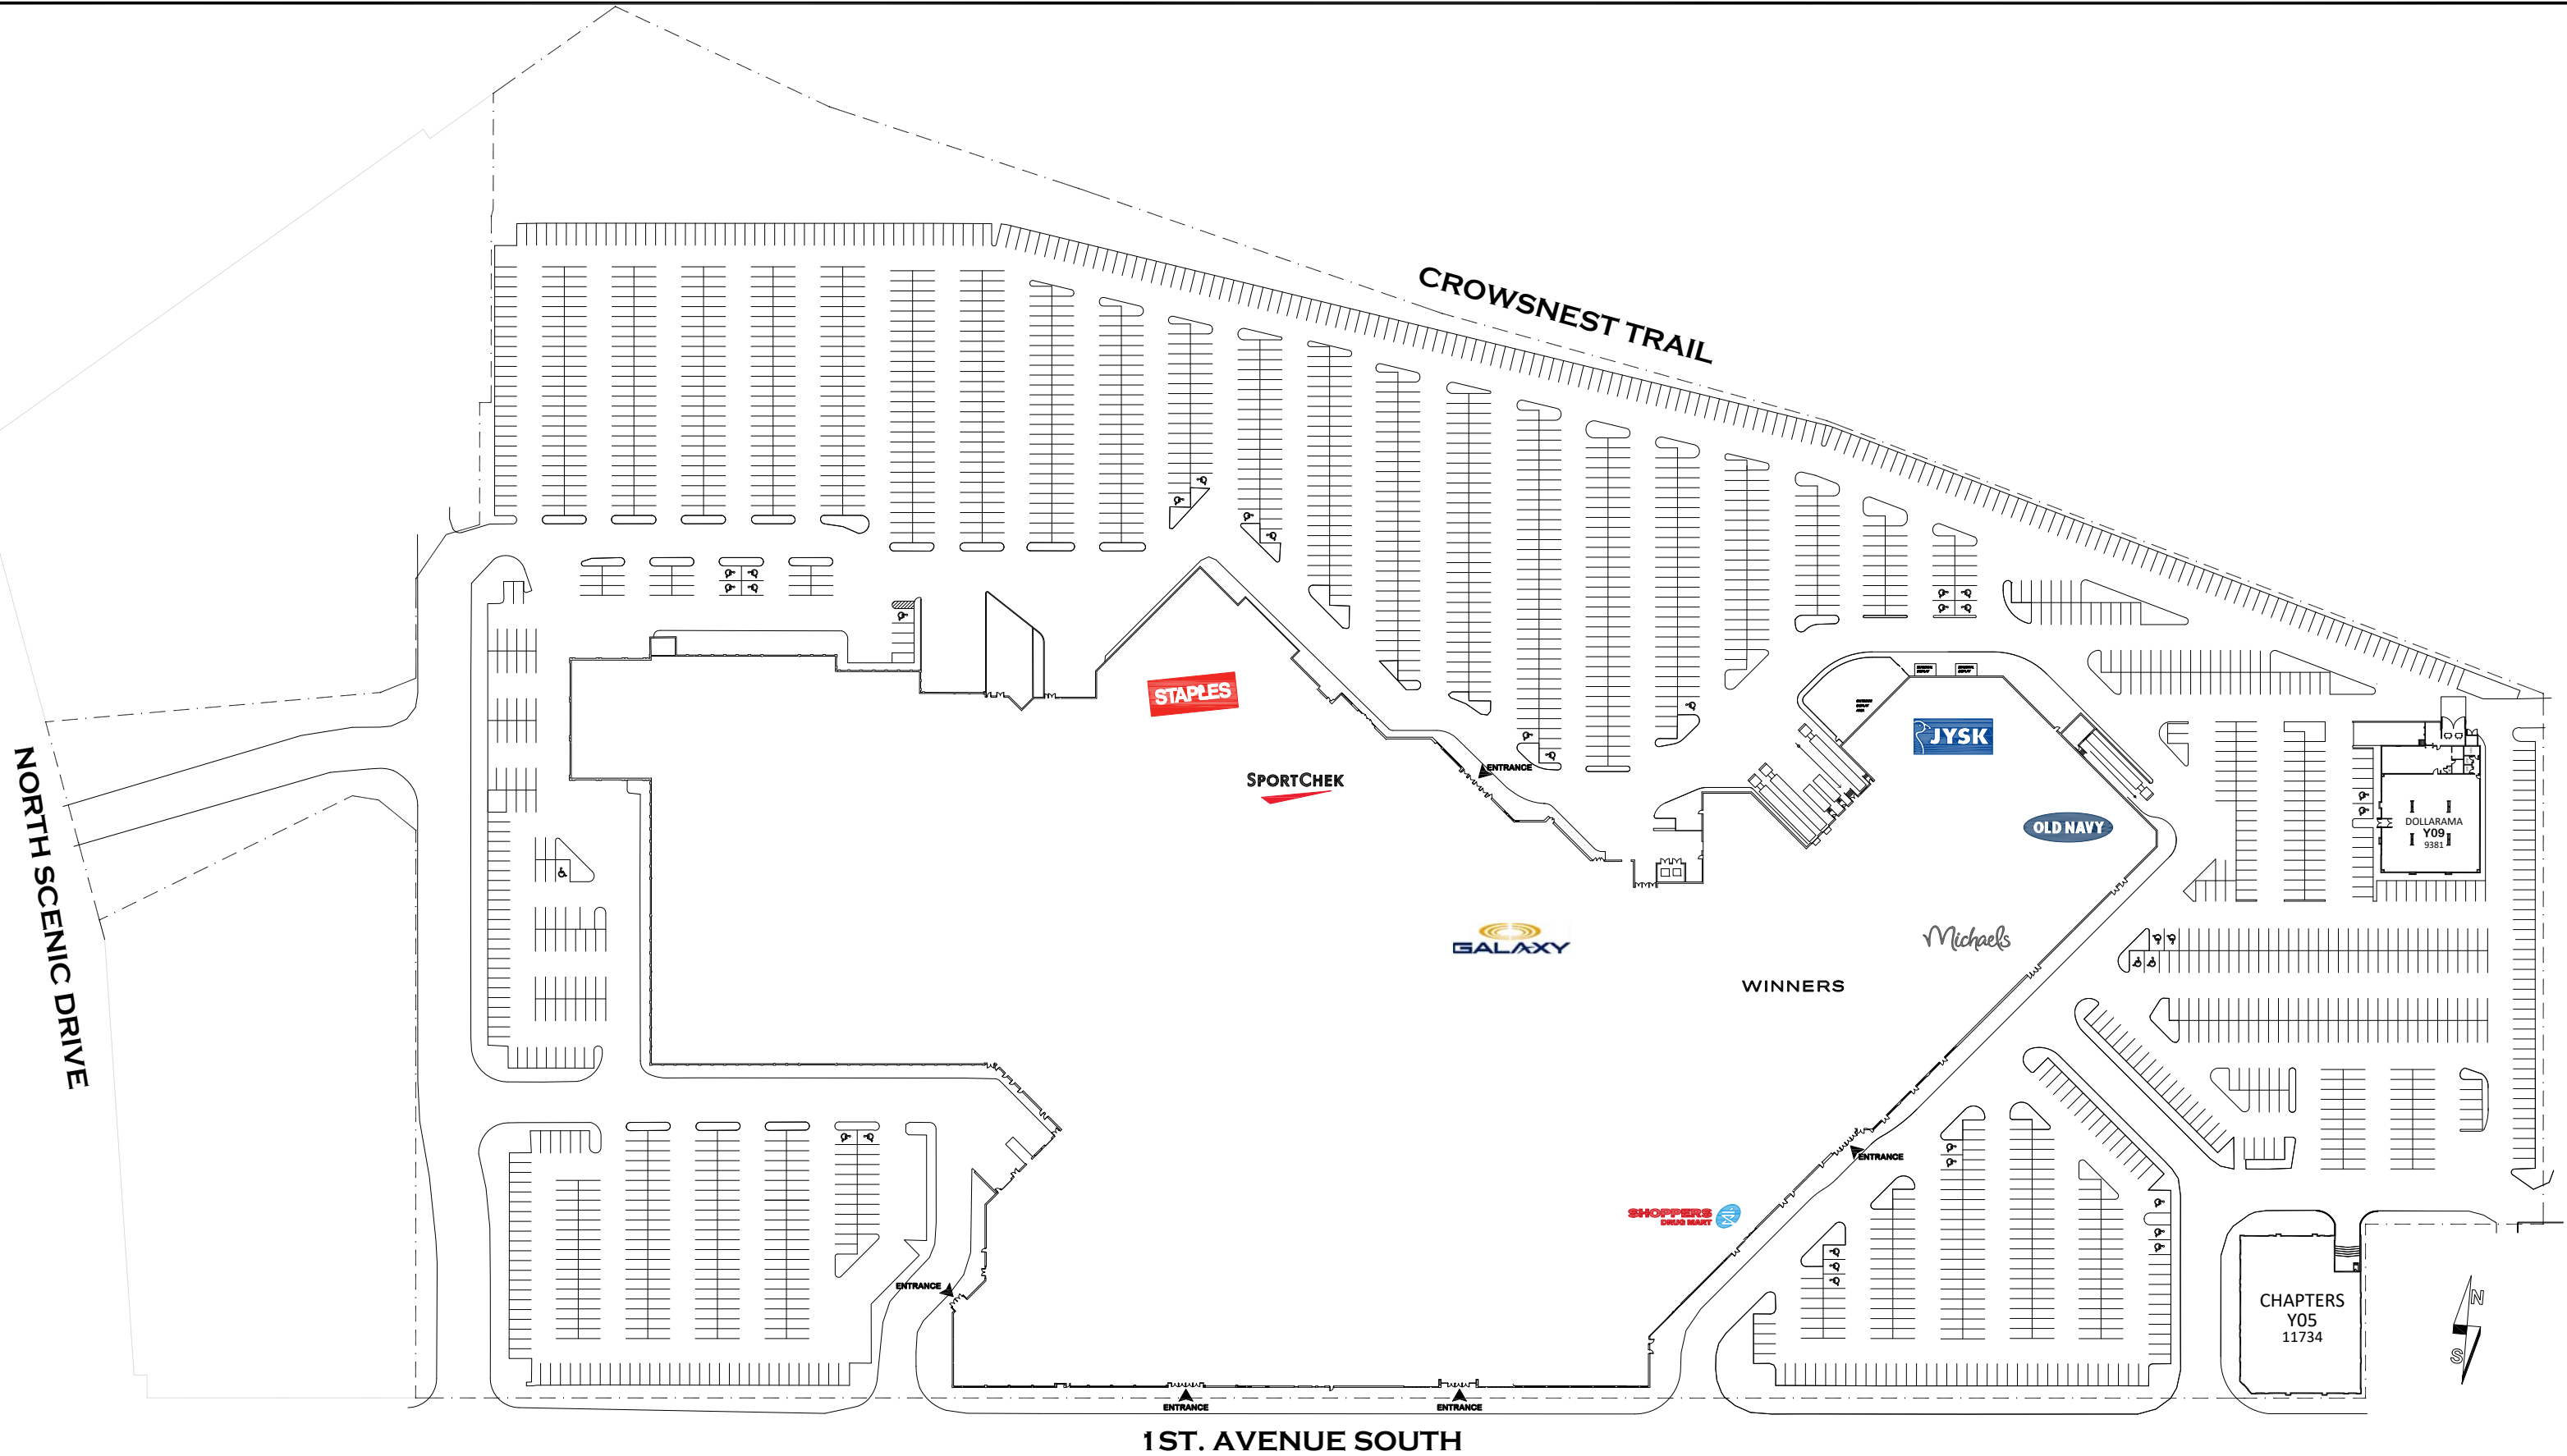 CROWSNEST TRAIL
STAPLES
JYSK
SPORTCHEK
ENTRANCE
NORTH SCENIC DRIVE
OLD NAVY
DOLLARAMA
Y09
9381
GALAXY
Michaels
WINNERS
ENTRANCE
SHOPPERS
DRUG MART
ENTRANCE
CHAPTERS
Y05
11734
N
S
ENTRANCE
ENTRANCE
1ST. AVENUE SOUTH